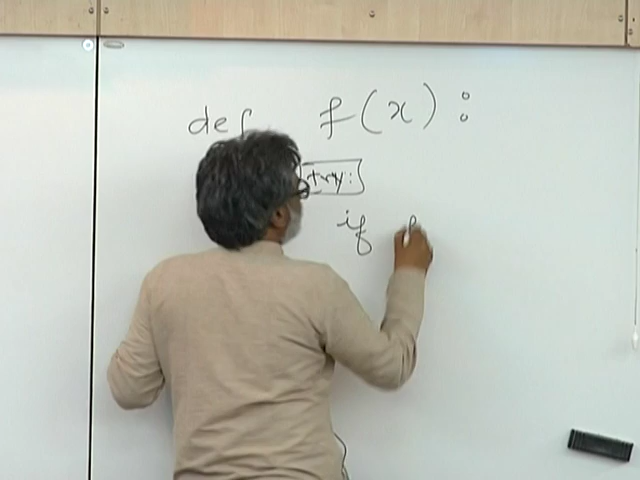 def f(x):
try:
if